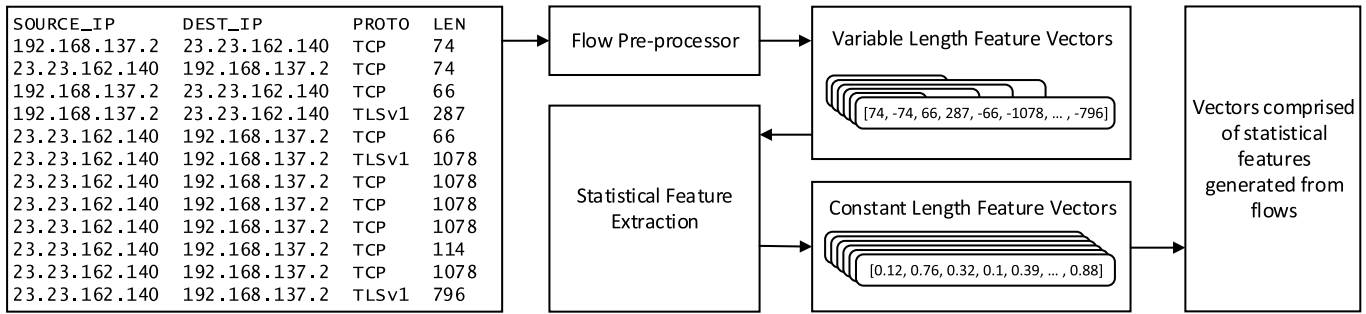 SOURCE_IP DEST_IP PROTO LEN
192.168.137.2 23.23.162.140 TCP 74
23.23.162.140 192.168.137.2 TCP 74
192.168.137.2 23.23.162.140 TCP 66
192.168.137.2 23.23.162.140 TLSv1 287
23.23.162.140 192.168.137.2 TCP 66
23.23.162.140 192.168.137.2 TLSv1 1078
23.23.162.140 192.168.137.2 TCP 1078
23.23.162.140 192.168.137.2 TCP 1078
23.23.162.140 192.168.137.2 TCP 1078
23.23.162.140 192.168.137.2 TCP 114
23.23.162.140 192.168.137.2 TCP 1078
23.23.162.140 192.168.137.2 TLSv1 796
Flow Pre-processor
Variable Length Feature Vectors
[74, -74, 66, 287, -66, -1078, ... , -796]
Statistical Feature
Extraction
Constant Length Feature Vectors
[0.12, 0.76, 0.32, 0.1, 0.39, ... , 0.88]
Vectors comprised
of statistical
features
generated from
flows